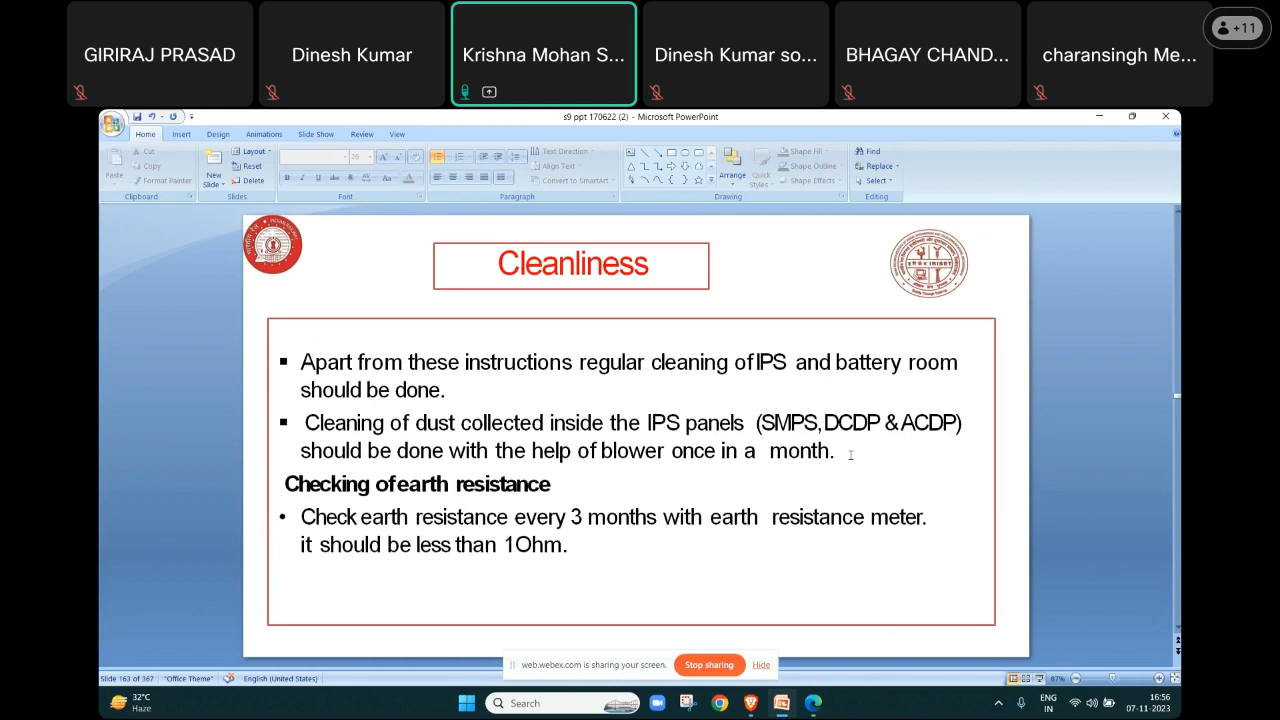 GIRIRAJ PRASAD
Dinesh Kumar
Krishna Mohan S...
Dinesh Kumar so...
BHAGAY CHAND...
charansingh Me...
+11
s9 ppt 170622 (2) - Microsoft PowerPoint
Home Insert Design Animations Slide Show Review View
Paste
Cut
Copy
Format Painter
Clipboard
New Slide
Layout
Reset
Delete
Slides
26
Font
Paragraph
Text Direction
Align Text
Convert to SmartArt
Arrange
Quick Styles
Shape Fill
Shape Outline
Shape Effects
Drawing
Find
Replace
Select
Editing
Cleanliness
▪ Apart from these instructions regular cleaning of IPS and battery room
should be done.
▪ Cleaning of dust collected inside the IPS panels (SMPS, DCDP & ACDP)
should be done with the help of blower once in a month.
Checking of earth resistance
• Check earth resistance every 3 months with earth resistance meter.
it should be less than 1Ohm.
web.webex.com is sharing your screen.
Stop sharing
Hide
Slide 163 of 367
"Office Theme"
English (United States)
87%
32°C
Haze
Search
ENG
IN
16:56
07-11-2023